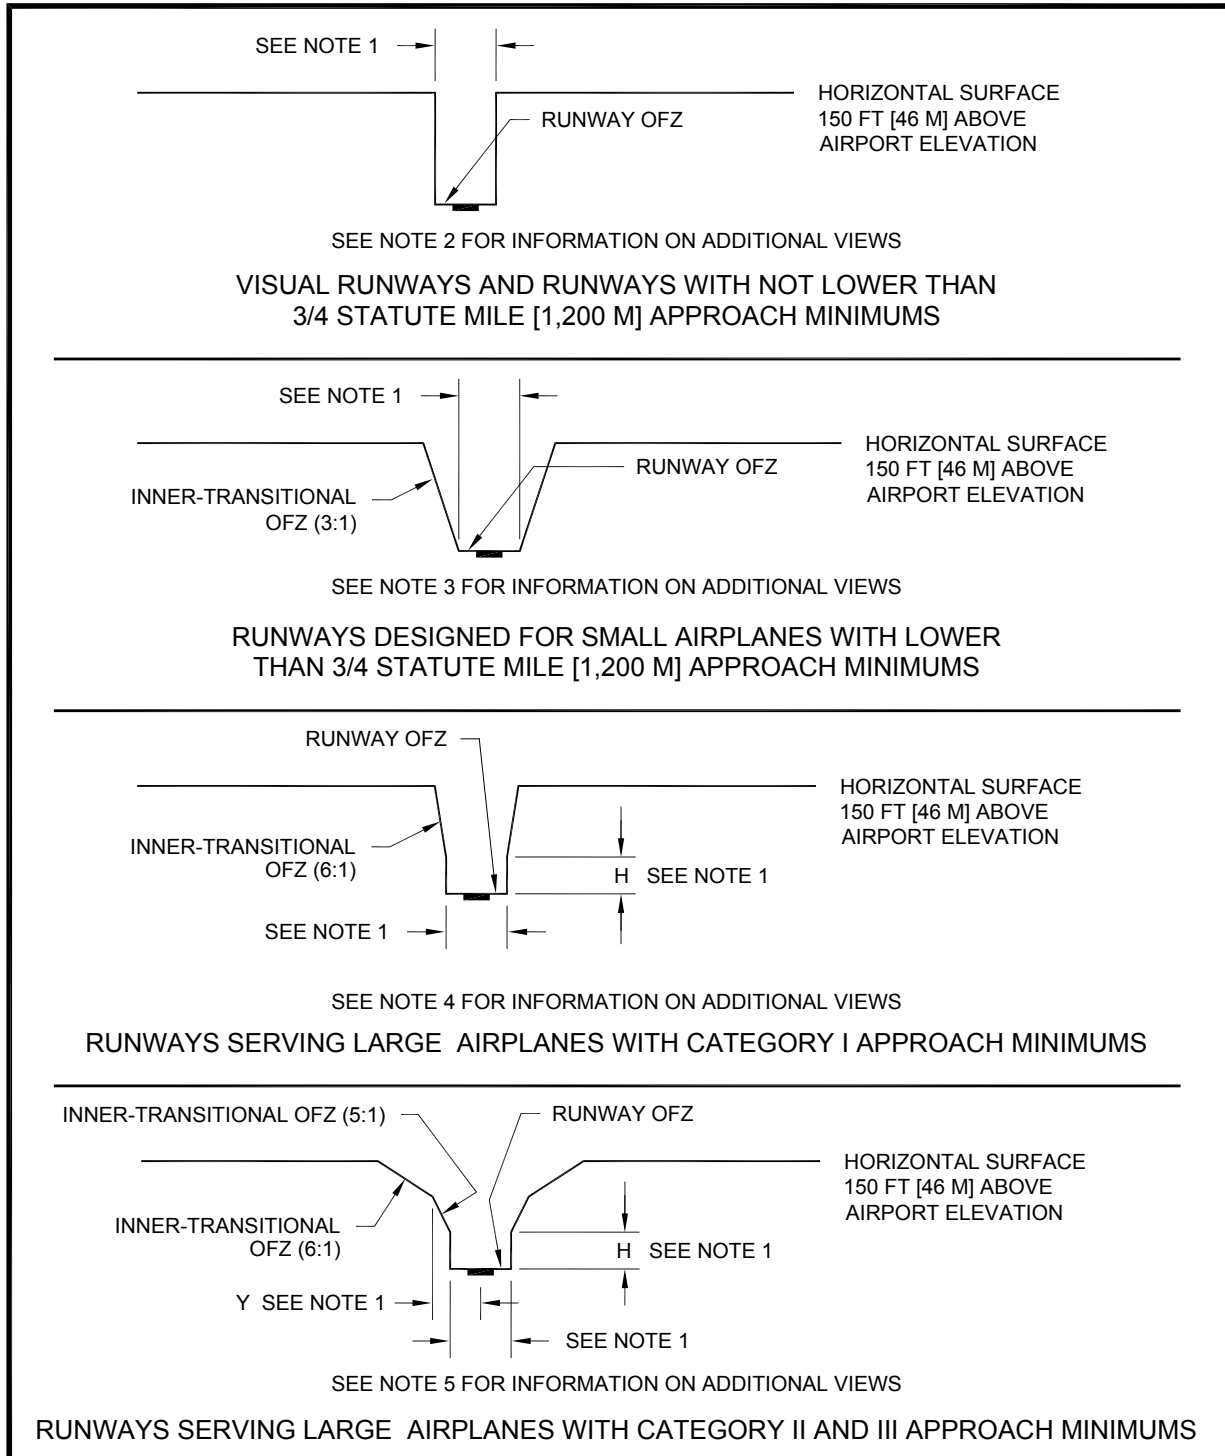 SEE NOTE 1
HORIZONTAL SURFACE
150 FT [46 M] ABOVE
AIRPORT ELEVATION
RUNWAY OFZ
SEE NOTE 2 FOR INFORMATION ON ADDITIONAL VIEWS
VISUAL RUNWAYS AND RUNWAYS WITH NOT LOWER THAN
3/4 STATUTE MILE [1,200 M] APPROACH MINIMUMS
SEE NOTE 1
HORIZONTAL SURFACE
150 FT [46 M] ABOVE
AIRPORT ELEVATION
RUNWAY OFZ
INNER-TRANSITIONAL
OFZ (3:1)
SEE NOTE 3 FOR INFORMATION ON ADDITIONAL VIEWS
RUNWAYS DESIGNED FOR SMALL AIRPLANES WITH LOWER
THAN 3/4 STATUTE MILE [1,200 M] APPROACH MINIMUMS
RUNWAY OFZ
HORIZONTAL SURFACE
150 FT [46 M] ABOVE
AIRPORT ELEVATION
INNER-TRANSITIONAL
OFZ (6:1)
H SEE NOTE 1
SEE NOTE 1
SEE NOTE 4 FOR INFORMATION ON ADDITIONAL VIEWS
RUNWAYS SERVING LARGE AIRPLANES WITH CATEGORY I APPROACH MINIMUMS
INNER-TRANSITIONAL OFZ (5:1)
RUNWAY OFZ
HORIZONTAL SURFACE
150 FT [46 M] ABOVE
AIRPORT ELEVATION
INNER-TRANSITIONAL
OFZ (6:1)
H SEE NOTE 1
Y SEE NOTE 1
SEE NOTE 1
SEE NOTE 5 FOR INFORMATION ON ADDITIONAL VIEWS
RUNWAYS SERVING LARGE AIRPLANES WITH CATEGORY II AND III APPROACH MINIMUMS